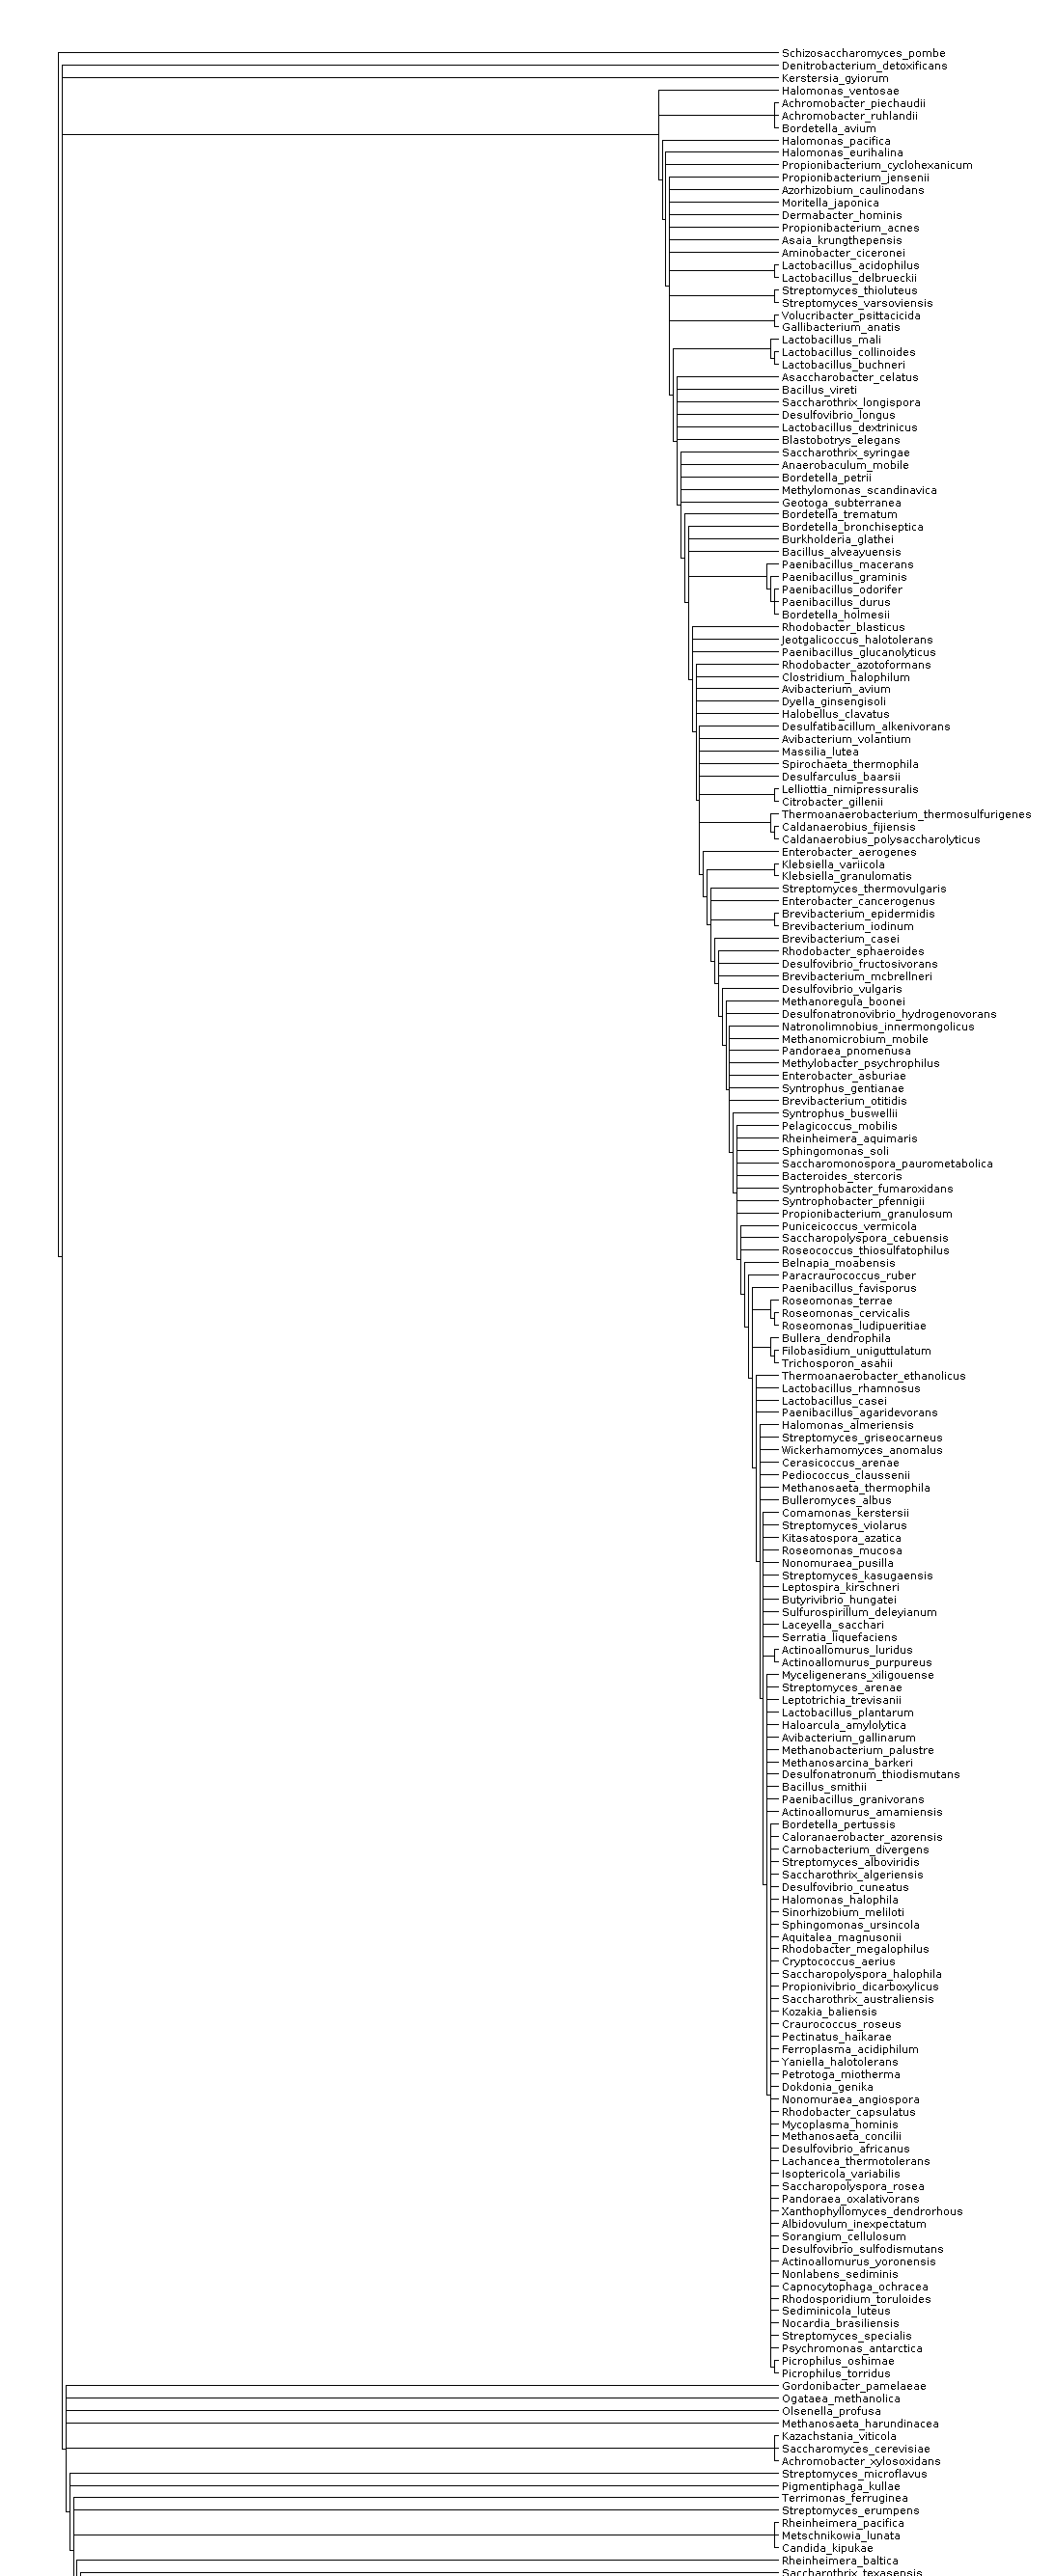 Schizosaccharomyces_pombe
Denitrobacterium_detoxificans
Kerstersia_gyiorum
Halomonas_ventosae
Achromobacter_piechaudii
Achromobacter_ruhlandii
Bordetella_avium
Halomonas_pacifica
Halomonas_eurihalina
Propionibacterium_cyclohexanicum
Propionibacterium_jensenii
Azorhizobium_caulinodans
Moritella_japonica
Dermabacter_hominis
Propionibacterium_acnes
Asaia_krungthepensis
Aminobacter_ciceronei
Lactobacillus_acidophilus
Lactobacillus_delbrueckii
Streptomyces_thioluteus
Streptomyces_varsoviensis
Volucribacter_psittacicida
Gallibacterium_anatis
Lactobacillus_mali
Lactobacillus_collinoides
Lactobacillus_buchneri
Asaccharobacter_celatus
Bacillus_vireti
Saccharothrix_longispora
Desulfovibrio_longus
Lactobacillus_dextrinicus
Blastobotrys_elegans
Saccharothrix_syringae
Anaerobaculum_mobile
Bordetella_petrii
Methylomonas_scandinavica
Geotoga_subterranea
Bordetella_trematum
Bordetella_bronchiseptica
Burkholderia_glathei
Bacillus_alveayuensis
Paenibacillus_macerans
Paenibacillus_graminis
Paenibacillus_odorifer
Paenibacillus_durus
Bordetella_holmesii
Rhodobacter_blasticus
Jeotgalicoccus_halotolerans
Paenibacillus_glucanolyticus
Rhodobacter_azotoformans
Clostridium_halophilum
Avibacterium_avium
Dyella_ginsengisoli
Halobellus_clavatus
Desulfatibacillum_alkenivorans
Avibacterium_volantium
Massilia_lutea
Spirochaeta_thermophila
Desulfarculus_baarsii
Lelliottia_nimipressuralis
Citrobacter_gillenii
Thermoanaerobacterium_thermosulfurigenes
Caldanaerobius_fijiensis
Caldanaerobius_polysaccharolyticus
Enterobacter_aerogenes
Klebsiella_variicola
Klebsiella_granulomatis
Streptomyces_thermovulgaris
Enterobacter_cancerogenus
Brevibacterium_epidermidis
Brevibacterium_iodinum
Brevibacterium_casei
Rhodobacter_sphaeroides
Desulfovibrio_fructosivorans
Brevibacterium_mcbrellneri
Desulfovibrio_vulgaris
Methanoregula_boonei
Desulfonatronovibrio_hydrogenovorans
Natronolimnobius_innermongolicus
Methanomicrobium_mobile
Pandoraea_pnomenusa
Methylobacter_psychrophilus
Enterobacter_asburiae
Syntrophus_gentianae
Brevibacterium_otitidis
Syntrophus_buswellii
Pelagicoccus_mobilis
Rheinheimera_aquimaris
Sphingomonas_soli
Saccharomonospora_paurometabolica
Bacteroides_stercoris
Syntrophobacter_fumaroxidans
Syntrophobacter_pfennigii
Propionibacterium_granulosum
Puniceicoccus_vermicola
Saccharopolyspora_cebuensis
Roseococcus_thiosulfatophilus
Belnapia_moabensis
Paracraurococcus_ruber
Paenibacillus_favisporus
Roseomonas_terrae
Roseomonas_cervicalis
Roseomonas_ludipueritiae
Bullera_dendrophila
Filobasidium_uniguttulatum
Trichosporon_asahii
Thermoanaerobacter_ethanolicus
Lactobacillus_rhamnosus
Lactobacillus_casei
Paenibacillus_agaridevorans
Halomonas_almeriensis
Streptomyces_griseocarneus
Wickerhamomyces_anomalus
Cerasicoccus_arenae
Pediococcus_claussenii
Methanosaeta_thermophila
Bulleromyces_albus
Comamonas_kerstersii
Streptomyces_violarus
Kitasatospora_azatica
Roseomonas_mucosa
Nonomuraea_pusilla
Streptomyces_kasugaensis
Leptospira_kirschneri
Butyrivibrio_hungatei
Sulfurospirillum_deleyianum
Laceyella_sacchari
Serratia_liquefaciens
Actinoallomurus_luridus
Actinoallomurus_purpureus
Myceligenerans_xiligouense
Streptomyces_arenae
Leptotrichia_trevisanii
Lactobacillus_plantarum
Haloarcula_amylolytica
Avibacterium_gallinarum
Methanobacterium_palustre
Methanosarcina_barkeri
Desulfonatronum_thiodismutans
Bacillus_smithii
Paenibacillus_granivorans
Actinoallomurus_amamiensis
Bordetella_pertussis
Caloranaerobacter_azorensis
Carnobacterium_divergens
Streptomyces_alboviridis
Saccharothrix_algeriensis
Desulfovibrio_cuneatus
Halomonas_halophila
Sinorhizobium_meliloti
Sphingomonas_ursincola
Aquitalea_magnusonii
Rhodobacter_megalophilus
Cryptococcus_aerius
Saccharopolyspora_halophila
Propionivibrio_dicarboxylicus
Saccharothrix_australiensis
Kozakia_baliensis
Craurococcus_roseus
Pectinatus_haikarae
Ferroplasma_acidiphilum
Yaniella_halotolerans
Petrotoga_miotherma
Dokdonia_genika
Nonomuraea_angiospora
Rhodobacter_capsulatus
Mycoplasma_hominis
Methanosaeta_concilii
Desulfovibrio_africanus
Lachancea_thermotolerans
Isoptericola_variabilis
Saccharopolyspora_rosea
Pandoraea_oxalativorans
Xanthophyllomyces_dendrorhous
Albidovulum_inexpectatum
Sorangium_cellulosum
Desulfovibrio_sulfodismutans
Actinoallomurus_yoronensis
Nonlabens_sediminis
Capnocytophaga_ochracea
Rhodosporidium_toruloides
Sediminicola_luteus
Nocardia_brasiliensis
Streptomyces_specialis
Psychromonas_antarctica
Picrophilus_oshimae
Picrophilus_torridus
Gordonibacter_pamelaeae
Ogataea_methanolica
Olsenella_profusa
Methanosaeta_harundinacea
Kazachstania_viticola
Saccharomyces_cerevisiae
Achromobacter_xylosoxidans
Streptomyces_microflavus
Pigmentiphaga_kullae
Terrimonas_ferruginea
Streptomyces_erumpens
Rheinheimera_pacifica
Metschnikowia_lunata
Candida_kipukae
Rheinheimera_baltica
Saccharothrix_texasensis